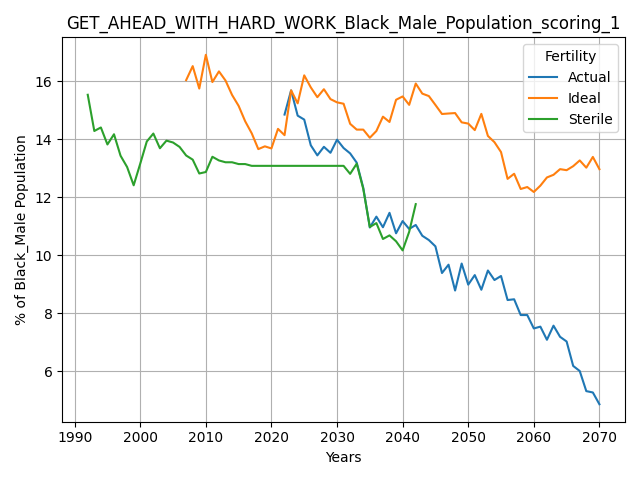 GET_AHEAD_WITH_HARD_WORK_Black_Male_Population_scoring_1
Fertility
Actual
Ideal
Sterile
% of Black_Male Population
16
14
12
10
8
6
1990 2000 2010 2020 2030 2040 2050 2060 2070
Years